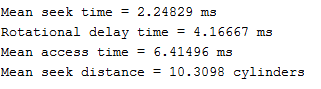 Mean seek time = 2.24829 ms
Rotational delay time = 4.16667 ms
Mean access time = 6.41496 ms
Mean seek distance = 10.3098 cylinders